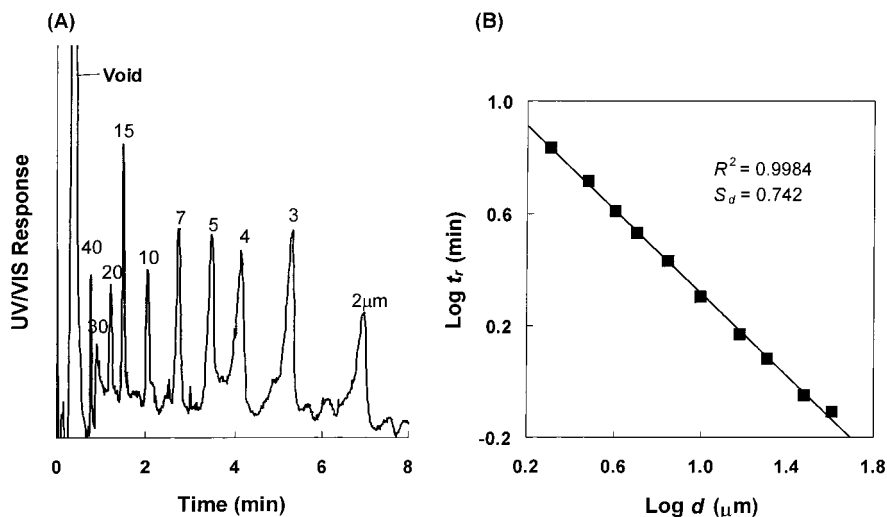 (A)
Void
15
40
20
30
10
7
5
4
3
2μm
UV/VIS Response
0 2 4 6 8
Time (min)
(B)
1.0
0.6
0.2
-0.2
R² = 0.9984
S_d = 0.742
Log t_r (min)
0.2 0.6 1.0 1.4 1.8
Log d (μm)